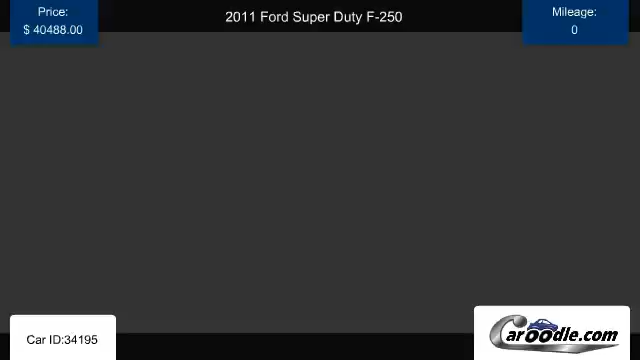 Price:
$ 40488.00
2011 Ford Super Duty F-250
Mileage:
0
Car ID:34195
Caroodle.com